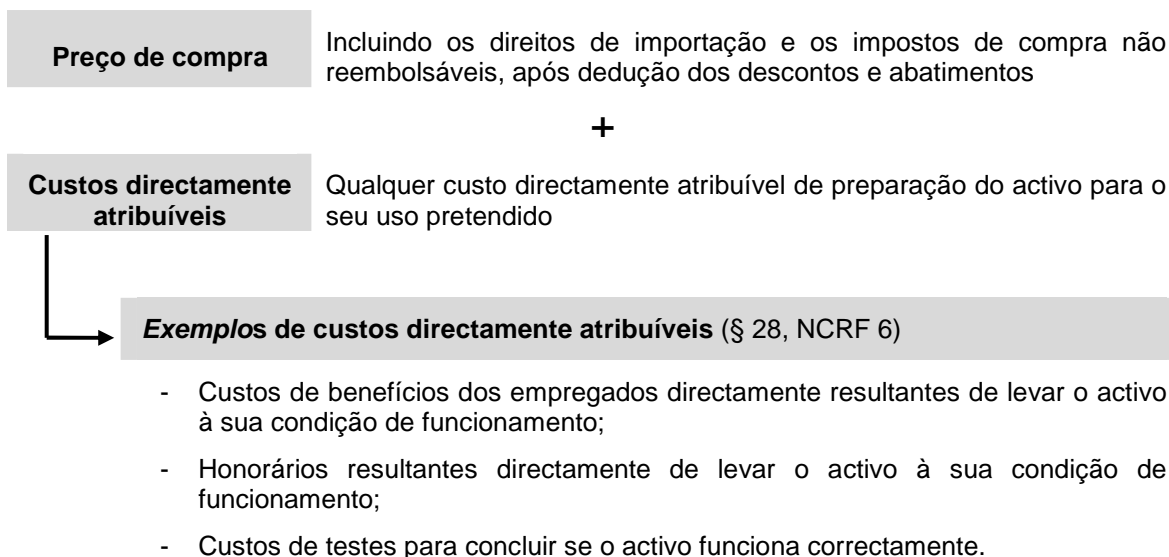 Preço de compra
Incluindo os direitos de importação e os impostos de compra não
reembolsáveis, após dedução dos descontos e abatimentos
+
Custos directamente
atribuíveis
Qualquer custo directamente atribuível de preparação do activo para o
seu uso pretendido
Exemplos de custos directamente atribuíveis (§ 28, NCRF 6)
- Custos de benefícios dos empregados directamente resultantes de levar o activo
à sua condição de funcionamento;
- Honorários resultantes directamente de levar o activo à sua condição de
funcionamento;
- Custos de testes para concluir se o activo funciona correctamente.